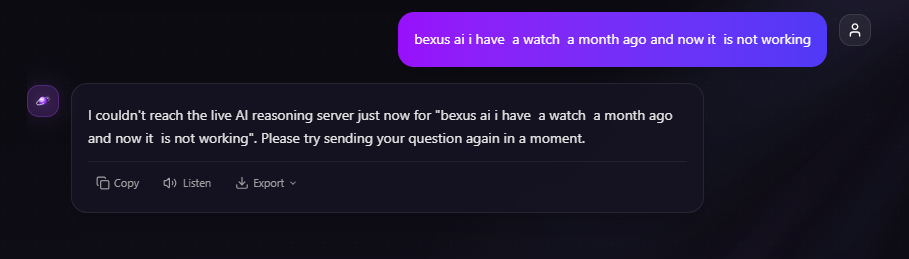 bexus ai i have  a watch  a month ago and now it  is not working
I couldn't reach the live AI reasoning server just now for "bexus ai i have  a watch  a month ago
and now it  is not working". Please try sending your question again in a moment.
Copy Listen Export